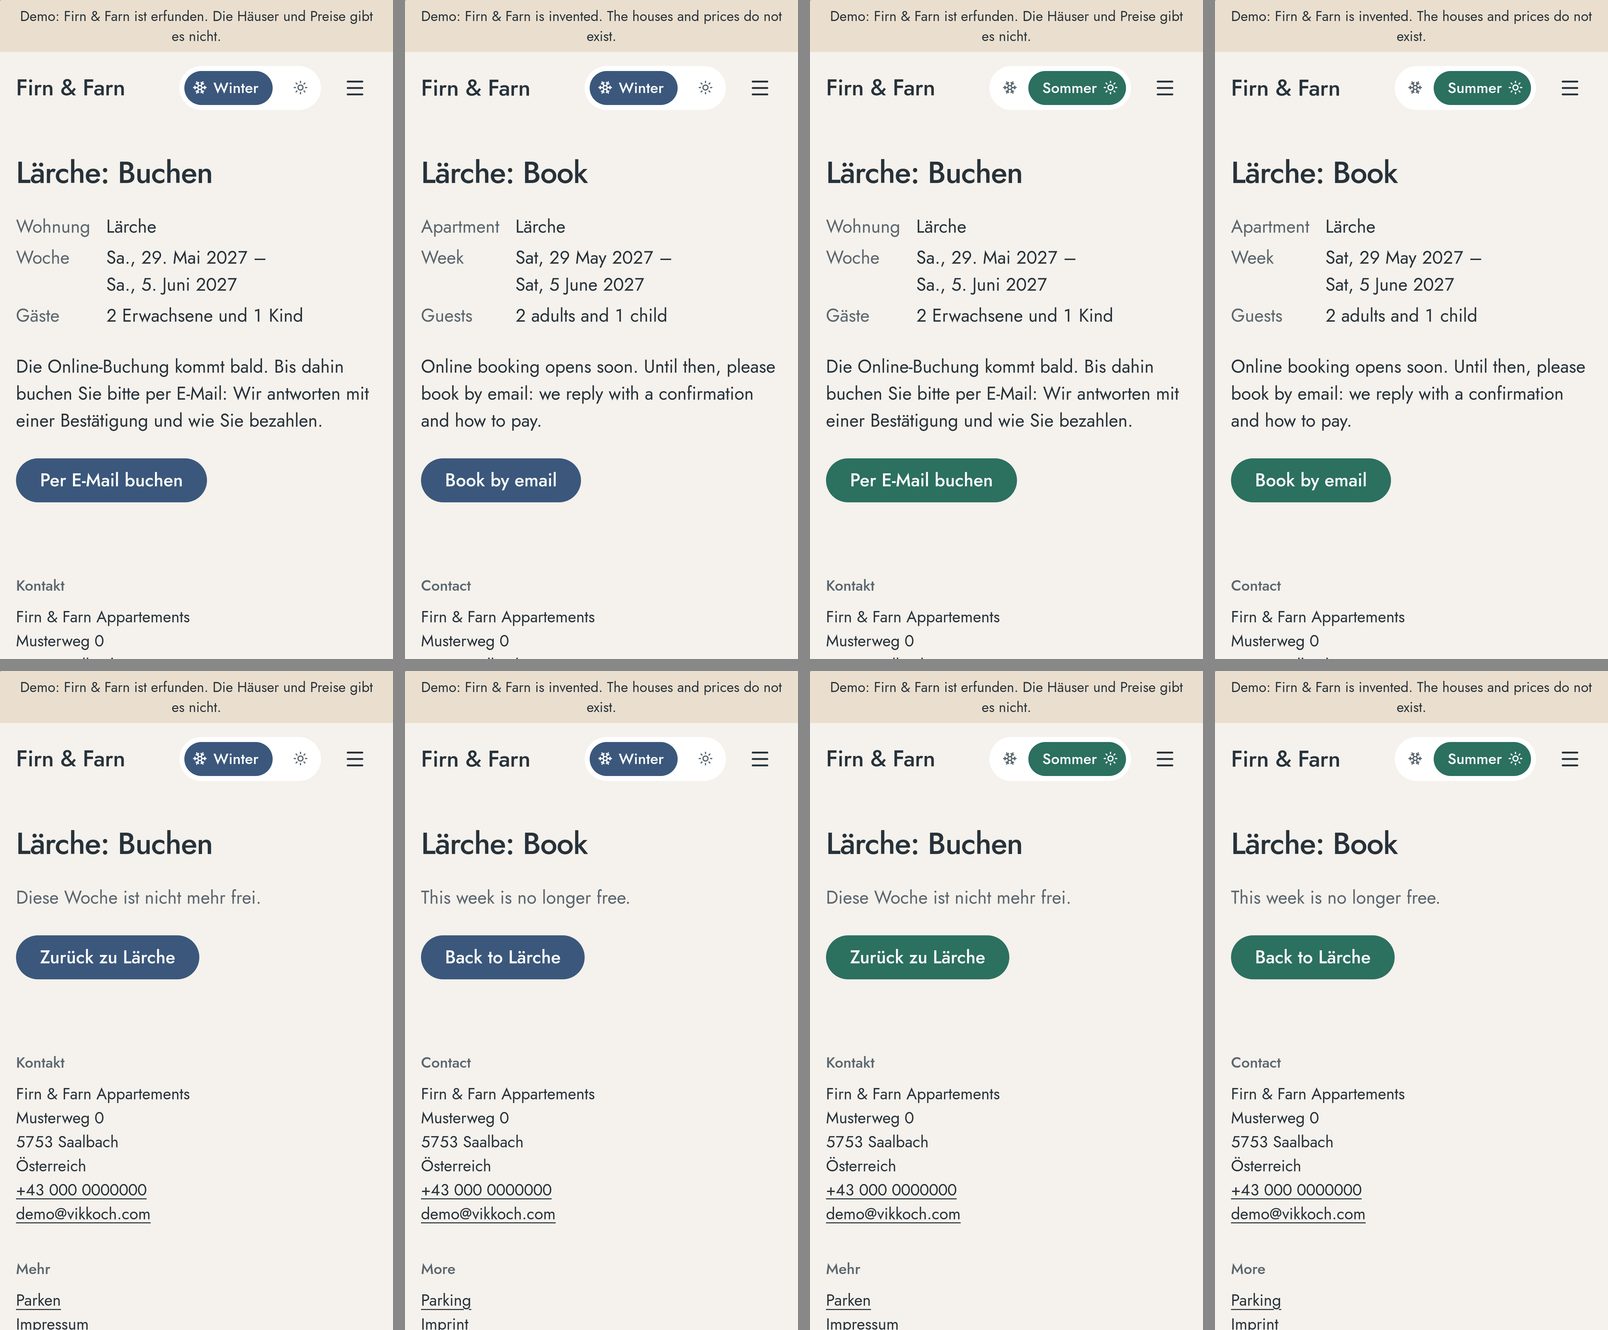 Demo: Firn & Farn ist erfunden. Die Häuser und Preise gibt
es nicht.
Firn & Farn
Winter
Lärche: Buchen
Wohnung Lärche
Woche Sa., 29. Mai 2027 –
Sa., 5. Juni 2027
Gäste 2 Erwachsene und 1 Kind
Die Online-Buchung kommt bald. Bis dahin
buchen Sie bitte per E-Mail: Wir antworten mit
einer Bestätigung und wie Sie bezahlen.
Per E-Mail buchen
Kontakt
Firn & Farn Appartements
Musterweg 0
Demo: Firn & Farn is invented. The houses and prices do not
exist.
Firn & Farn
Winter
Lärche: Book
Apartment Lärche
Week Sat, 29 May 2027 –
Sat, 5 June 2027
Guests 2 adults and 1 child
Online booking opens soon. Until then, please
book by email: we reply with a confirmation
and how to pay.
Book by email
Contact
Firn & Farn Appartements
Musterweg 0
Demo: Firn & Farn ist erfunden. Die Häuser und Preise gibt
es nicht.
Firn & Farn
Sommer
Lärche: Buchen
Wohnung Lärche
Woche Sa., 29. Mai 2027 –
Sa., 5. Juni 2027
Gäste 2 Erwachsene und 1 Kind
Die Online-Buchung kommt bald. Bis dahin
buchen Sie bitte per E-Mail: Wir antworten mit
einer Bestätigung und wie Sie bezahlen.
Per E-Mail buchen
Kontakt
Firn & Farn Appartements
Musterweg 0
Demo: Firn & Farn is invented. The houses and prices do not
exist.
Firn & Farn
Summer
Lärche: Book
Apartment Lärche
Week Sat, 29 May 2027 –
Sat, 5 June 2027
Guests 2 adults and 1 child
Online booking opens soon. Until then, please
book by email: we reply with a confirmation
and how to pay.
Book by email
Contact
Firn & Farn Appartements
Musterweg 0
Demo: Firn & Farn ist erfunden. Die Häuser und Preise gibt
es nicht.
Firn & Farn
Winter
Lärche: Buchen
Diese Woche ist nicht mehr frei.
Zurück zu Lärche
Kontakt
Firn & Farn Appartements
Musterweg 0
5753 Saalbach
Österreich
+43 000 0000000
demo@vikkoch.com
Mehr
Parken
Impressum
Demo: Firn & Farn is invented. The houses and prices do not
exist.
Firn & Farn
Winter
Lärche: Book
This week is no longer free.
Back to Lärche
Contact
Firn & Farn Appartements
Musterweg 0
5753 Saalbach
Österreich
+43 000 0000000
demo@vikkoch.com
More
Parking
Imprint
Demo: Firn & Farn ist erfunden. Die Häuser und Preise gibt
es nicht.
Firn & Farn
Sommer
Lärche: Buchen
Diese Woche ist nicht mehr frei.
Zurück zu Lärche
Kontakt
Firn & Farn Appartements
Musterweg 0
5753 Saalbach
Österreich
+43 000 0000000
demo@vikkoch.com
Mehr
Parken
Impressum
Demo: Firn & Farn is invented. The houses and prices do not
exist.
Firn & Farn
Summer
Lärche: Book
This week is no longer free.
Back to Lärche
Contact
Firn & Farn Appartements
Musterweg 0
5753 Saalbach
Österreich
+43 000 0000000
demo@vikkoch.com
More
Parking
Imprint